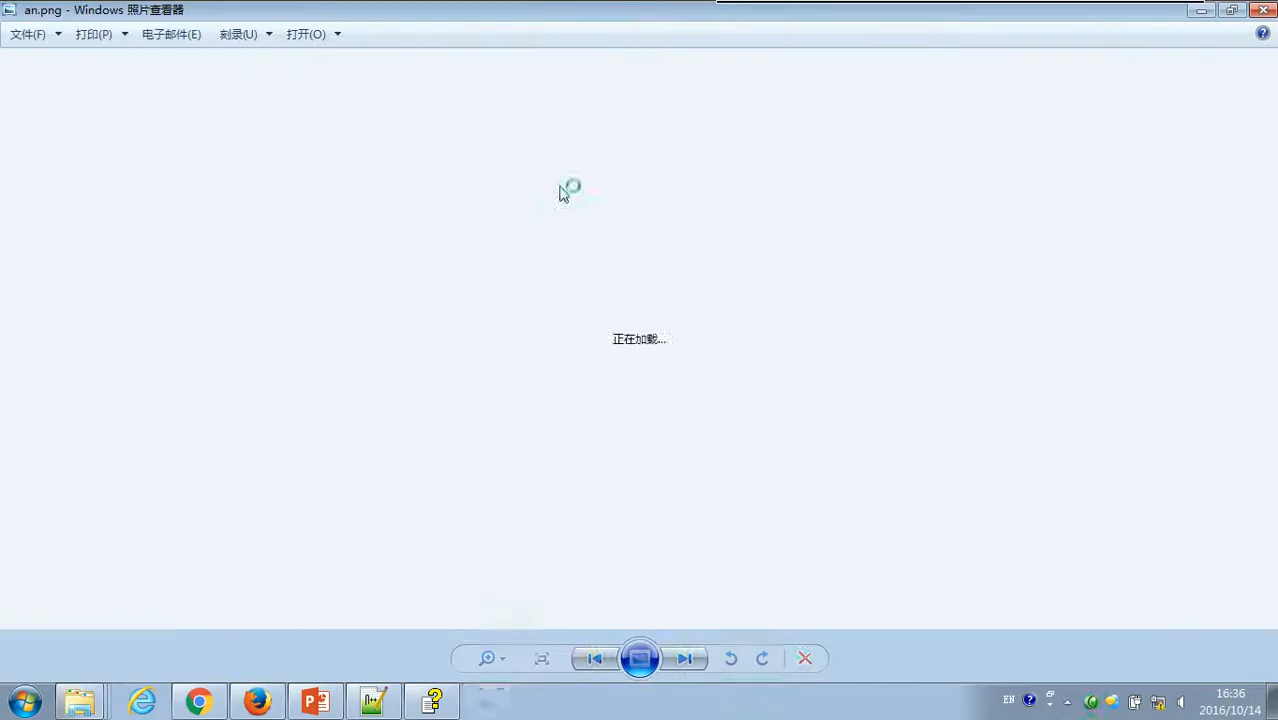 an.png - Windows 照片查看器
文件(F) 打印(P) 电子邮件(E) 刻录(U) 打开(O)
正在加载...
EN
16:36
2016/10/14